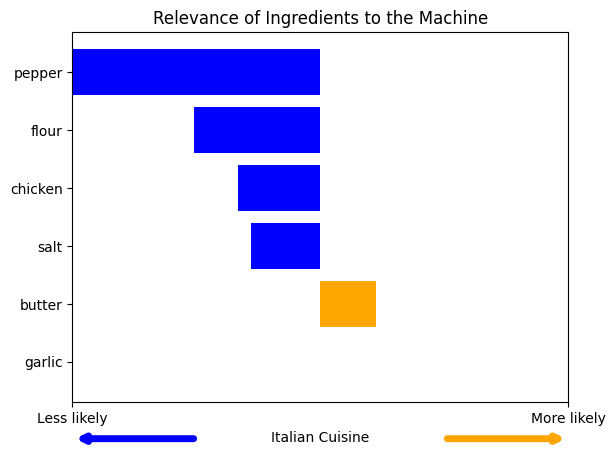 Relevance of Ingredients to the Machine
pepper
flour
chicken
salt
butter
garlic
Less likely
More likely
Italian Cuisine